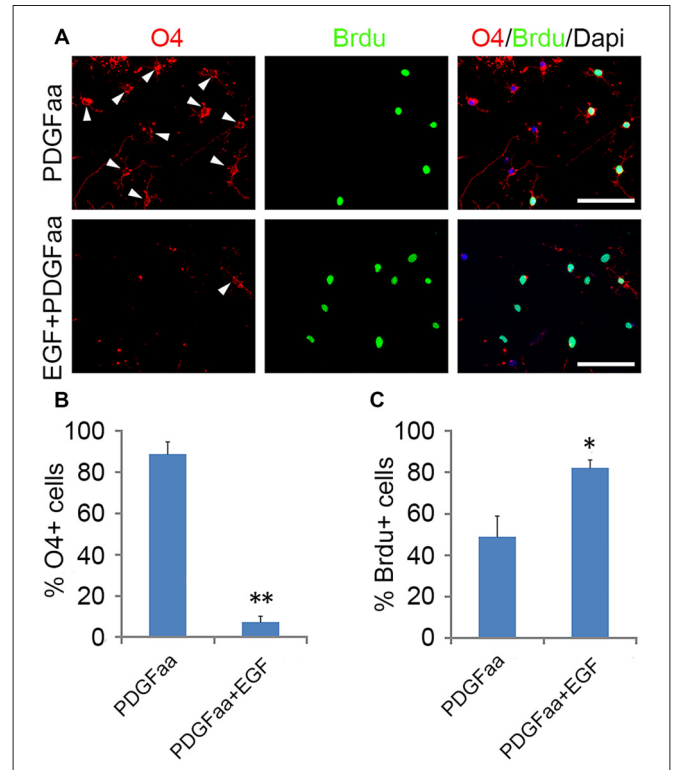 A
O4
Brdu
O4/Brdu/Dapi
PDGFaa
EGF+PDGFaa
B
100
80
60
40
20
0
% O4+ cells
**
PDGFaa
PDGFaa+EGF
C
100
80
60
40
20
0
% Brdu+ cells
*
PDGFaa
PDGFaa+EGF